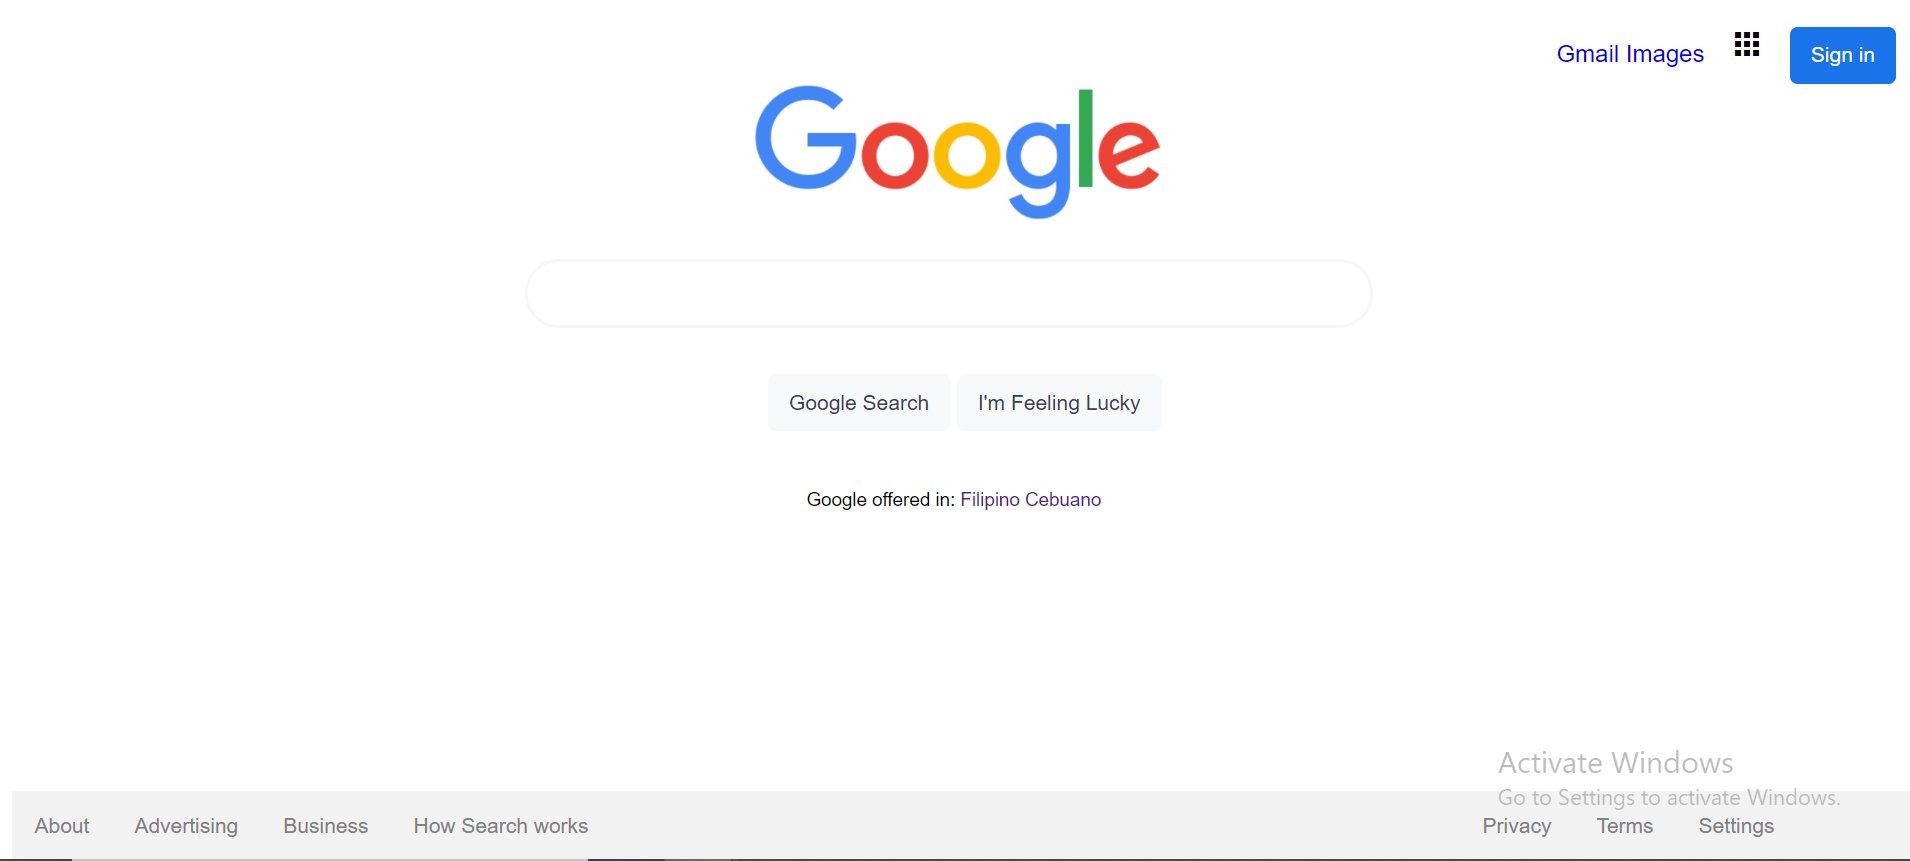 Gmail Images
Sign in
Google
Google Search
I'm Feeling Lucky
Google offered in: Filipino Cebuano
Activate Windows
Go to Settings to activate Windows.
About Advertising Business How Search works
Privacy Terms Settings